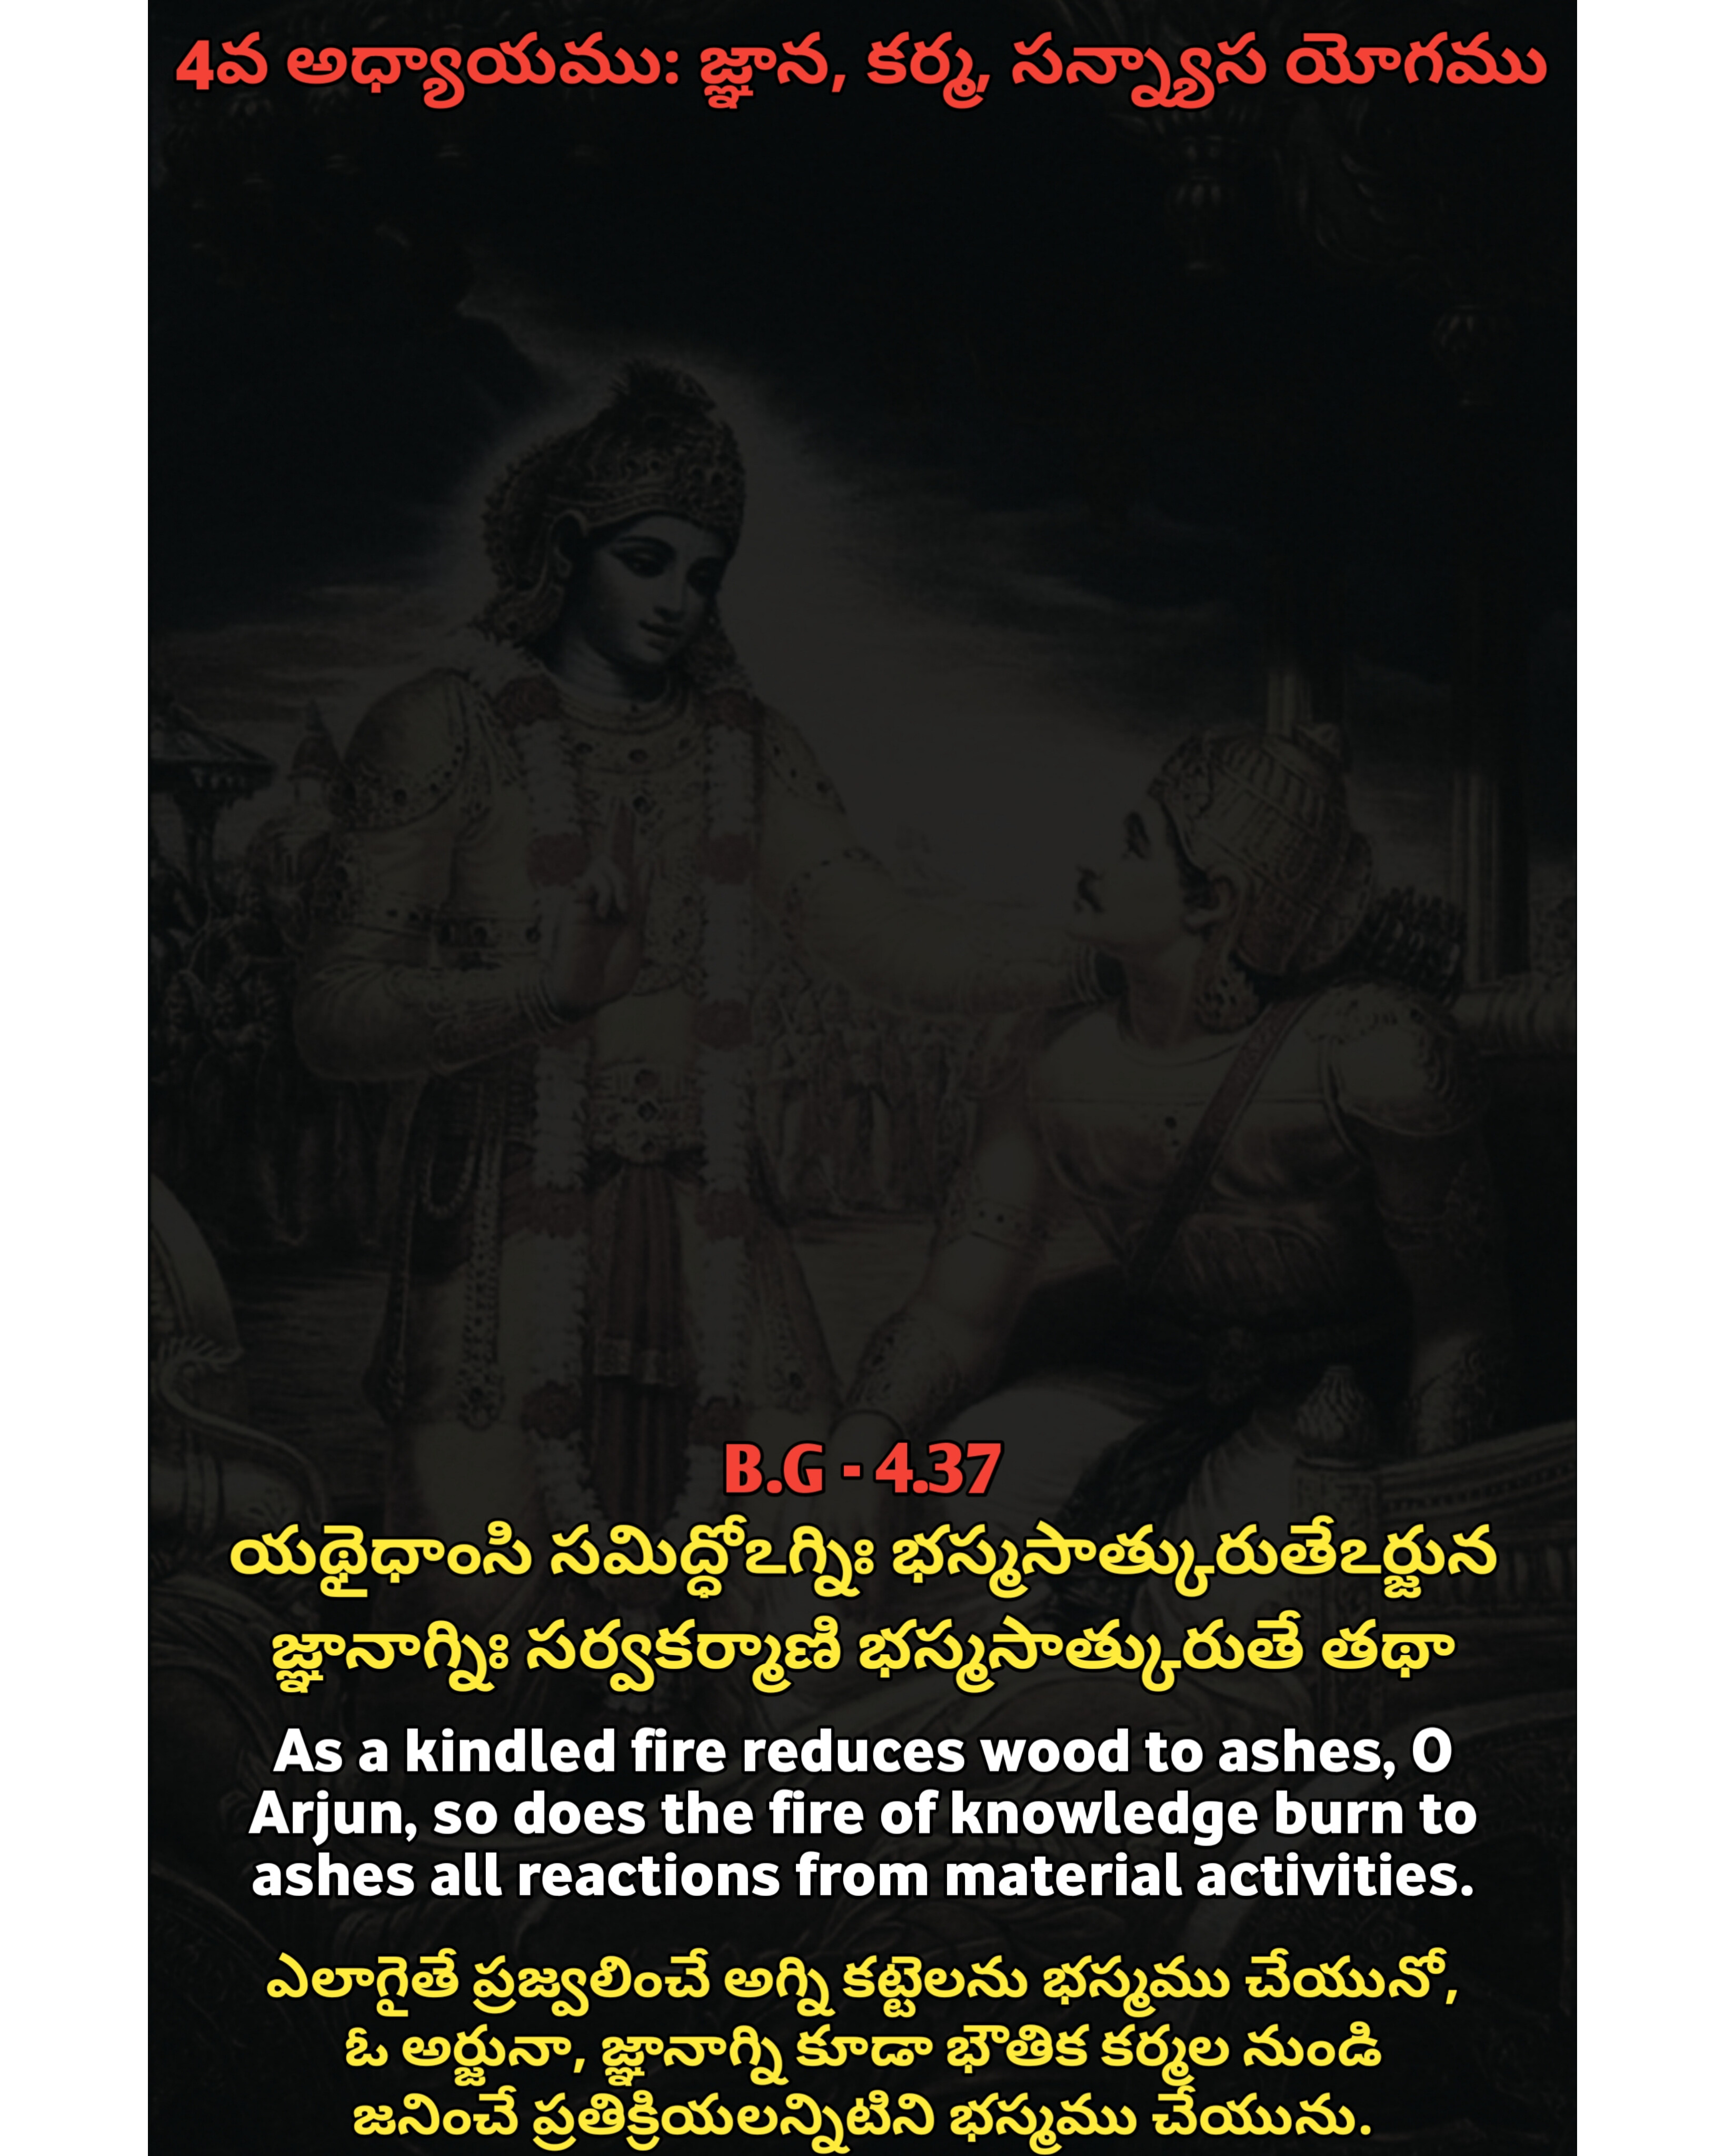 4వ అధ్యాయము: జ్ఞాన, కర్మ, సన్న్యాస యోగము
B.G - 4.37
యథైధాంసి సమిద్ధోఽగ్నిః భస్మసాత్కురుతేఽర్జున
జ్ఞానాగ్నిః సర్వకర్మాణి భస్మసాత్కురుతే తథా
As a kindled fire reduces wood to ashes, O
Arjun, so does the fire of knowledge burn to
ashes all reactions from material activities.
ఎలాగైతే ప్రజ్వలించే అగ్ని కట్టెలను భస్మము చేయునో,
ఓ అర్జునా, జ్ఞానాగ్ని కూడా భౌతిక కర్మల నుండి
జనించే ప్రతిక్రియలన్నిటిని భస్మము చేయును.